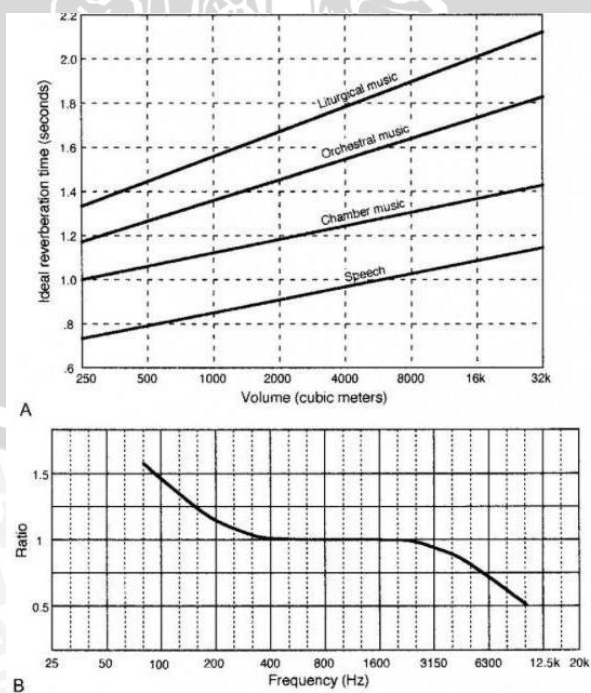 2.2
2.0
1.8
1.6
1.4
1.2
1.0
.8
.6
Ideal reverberation time (seconds)
Liturgical music
Orchestral music
Chamber music
Speech
250 500 1000 2000 4000 8000 16k 32k
Volume (cubic meters)
A
1.5
1
0.5
Ratio
25 50 100 200 400 800 1600 3150 6300 12.5k 20k
Frequency (Hz)
B